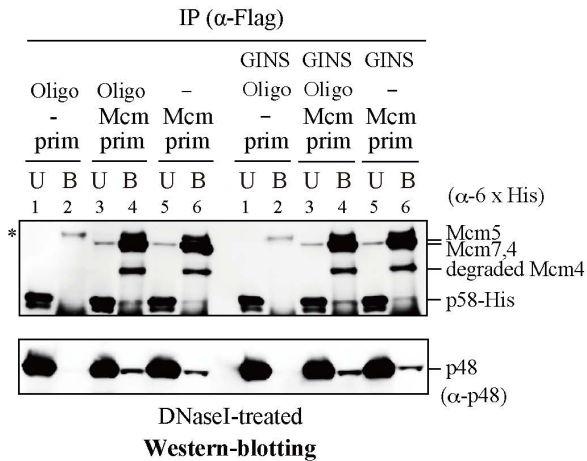 IP (α-Flag)
GINS GINS GINS
Oligo Oligo – Oligo Oligo –
- Mcm Mcm – Mcm Mcm
prim prim prim prim prim prim
U B U B U B U B U B U B
(α-6 x His)
1 2 3 4 5 6 1 2 3 4 5 6
*
Mcm5
Mcm7,4
degraded Mcm4
p58-His
p48
(α-p48)
DNaseI-treated
Western-blotting